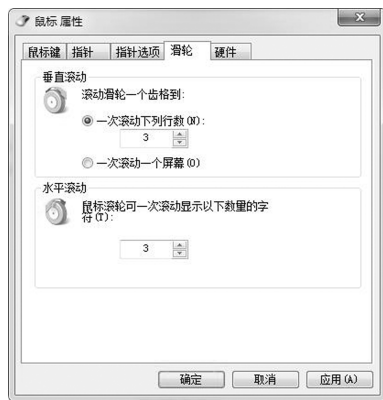 鼠标 属性
鼠标键 指针 指针选项 滑轮 硬件
垂直滚动
滚动滑轮一个齿格到:
一次滚动下列行数(N):
3
一次滚动一个屏幕(O)
水平滚动
鼠标滚轮可一次滚动显示以下数量的字
符(T):
3
确定 取消 应用(A)